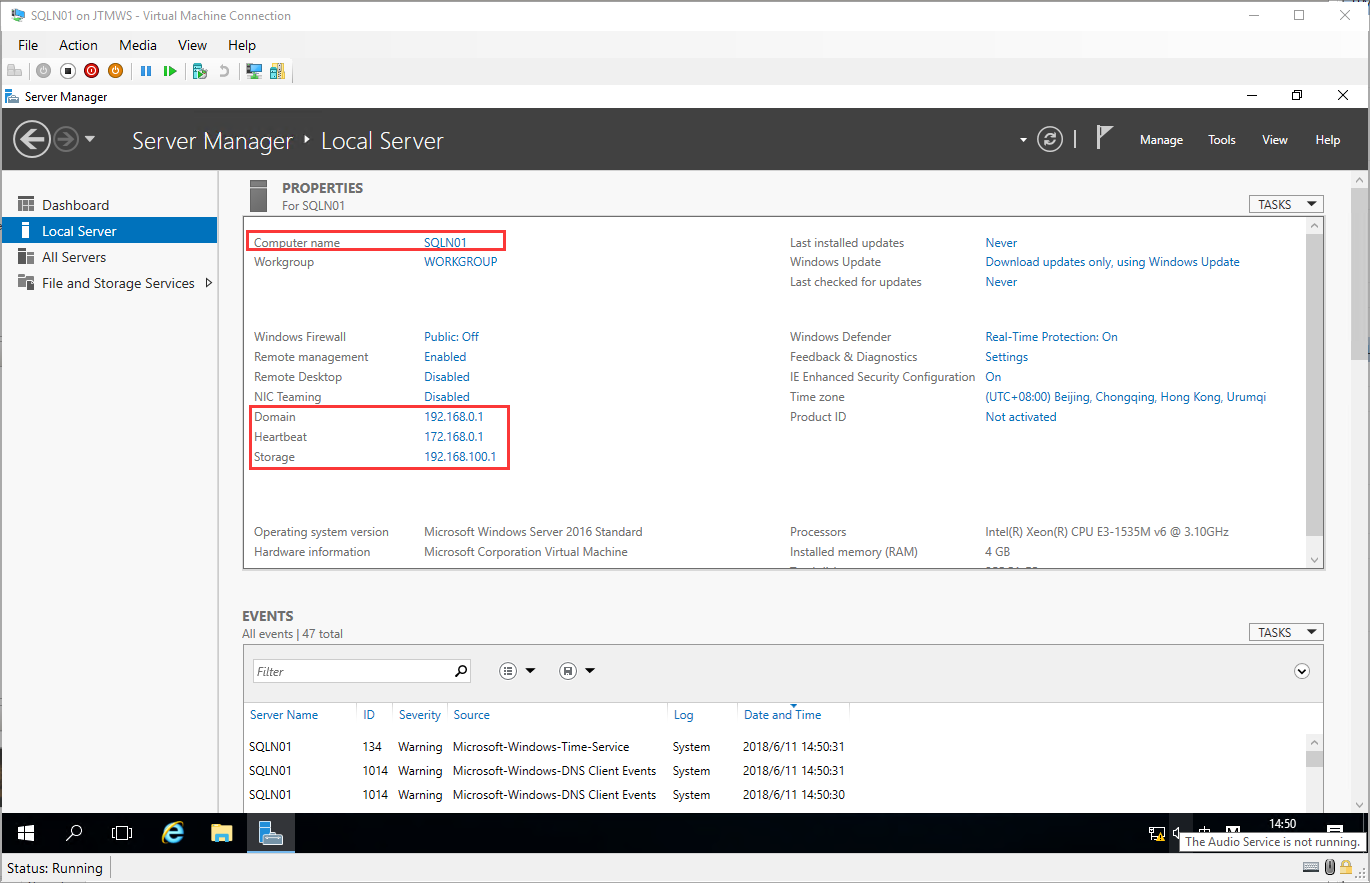 SQLN01 on JTMWS - Virtual Machine Connection
File Action Media View Help
Server Manager
Server Manager ‣ Local Server
Manage Tools View Help
Dashboard
Local Server
All Servers
File and Storage Services
PROPERTIES
For SQLN01
TASKS
Computer name SQLN01 Last installed updates Never
Workgroup WORKGROUP Windows Update Download updates only, using Windows Update
Last checked for updates Never
Windows Firewall Public: Off Windows Defender Real-Time Protection: On
Remote management Enabled Feedback & Diagnostics Settings
Remote Desktop Disabled IE Enhanced Security Configuration On
NIC Teaming Disabled Time zone (UTC+08:00) Beijing, Chongqing, Hong Kong, Urumqi
Domain 192.168.0.1 Product ID Not activated
Heartbeat 172.168.0.1
Storage 192.168.100.1
Operating system version Microsoft Windows Server 2016 Standard Processors Intel(R) Xeon(R) CPU E3-1535M v6 @ 3.10GHz
Hardware information Microsoft Corporation Virtual Machine Installed memory (RAM) 4 GB
EVENTS
All events | 47 total
TASKS
Filter
Server Name ID Severity Source Log Date and Time
SQLN01 134 Warning Microsoft-Windows-Time-Service System 2018/6/11 14:50:31
SQLN01 1014 Warning Microsoft-Windows-DNS Client Events System 2018/6/11 14:50:31
SQLN01 1014 Warning Microsoft-Windows-DNS Client Events System 2018/6/11 14:50:30
14:50
The Audio Service is not running.
Status: Running